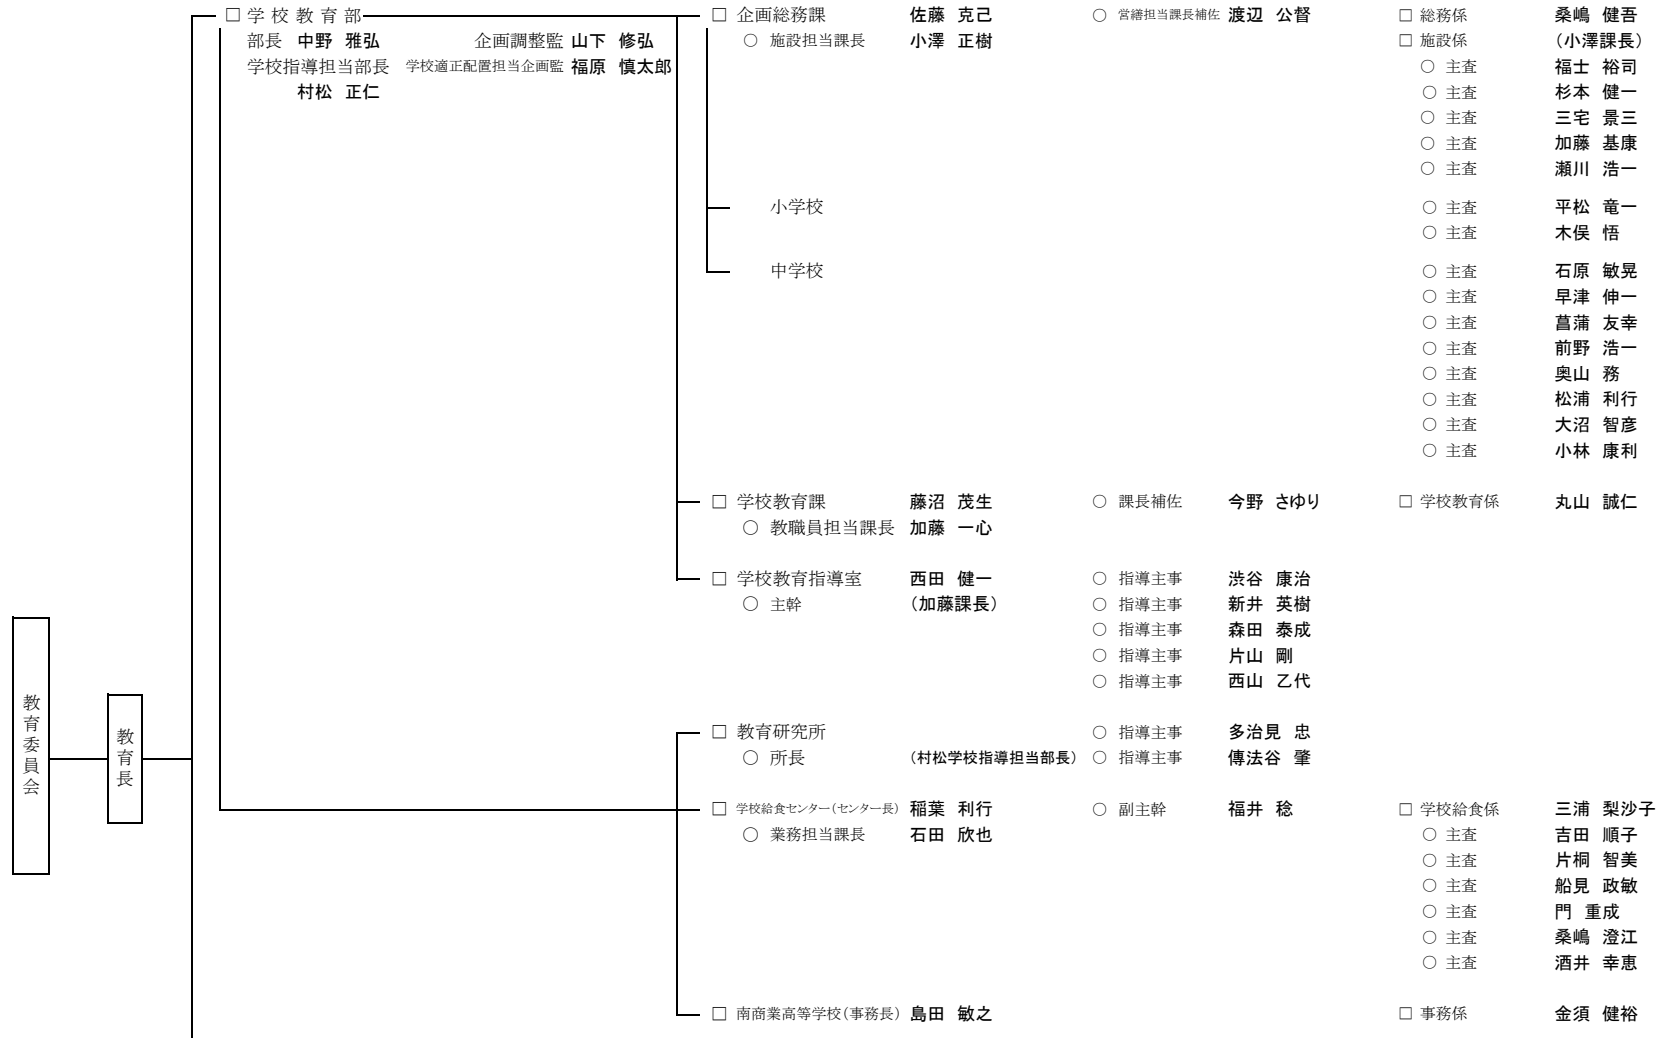 □ 学校教育部 □ 企画総務課 佐藤 克己 ○ 営繕担当課長補佐 渡辺 公督 □ 総務係 桑嶋 健吾
部長 中野 雅弘 企画調整監 山下 修弘 ○ 施設担当課長 小澤 正樹 □ 施設係 (小澤課長)
学校指導担当部長 学校適正配置担当企画監 福原 慎太郎 ○ 主査 福士 裕司
村松 正仁 ○ 主査 杉本 健一
○ 主査 三宅 景三
○ 主査 加藤 基康
○ 主査 瀬川 浩一
小学校 ○ 主査 平松 竜一
○ 主査 木俣 悟
中学校 ○ 主査 石原 敏晃
○ 主査 早津 伸一
○ 主査 菖蒲 友幸
○ 主査 前野 浩一
○ 主査 奥山 務
○ 主査 松浦 利行
○ 主査 大沼 智彦
○ 主査 小林 康利
□ 学校教育課 藤沼 茂生 ○ 課長補佐 今野 さゆり □ 学校教育係 丸山 誠仁
○ 教職員担当課長 加藤 一心
□ 学校教育指導室 西田 健一 ○ 指導主事 渋谷 康治
○ 主幹 (加藤課長) ○ 指導主事 新井 英樹
○ 指導主事 森田 泰成
○ 指導主事 片山 剛
○ 指導主事 西山 乙代
教育委員会
教育長
□ 教育研究所 ○ 指導主事 多治見 忠
○ 所長 (村松学校指導担当部長) ○ 指導主事 傳法谷 肇
□ 学校給食センター(センター長) 稲葉 利行 ○ 副主幹 福井 稔 □ 学校給食係 三浦 梨沙子
○ 業務担当課長 石田 欣也 ○ 主査 吉田 順子
○ 主査 片桐 智美
○ 主査 船見 政敏
○ 主査 門 重成
○ 主査 桑嶋 澄江
○ 主査 酒井 幸恵
□ 南商業高等学校(事務長) 島田 敏之 □ 事務係 金須 健裕